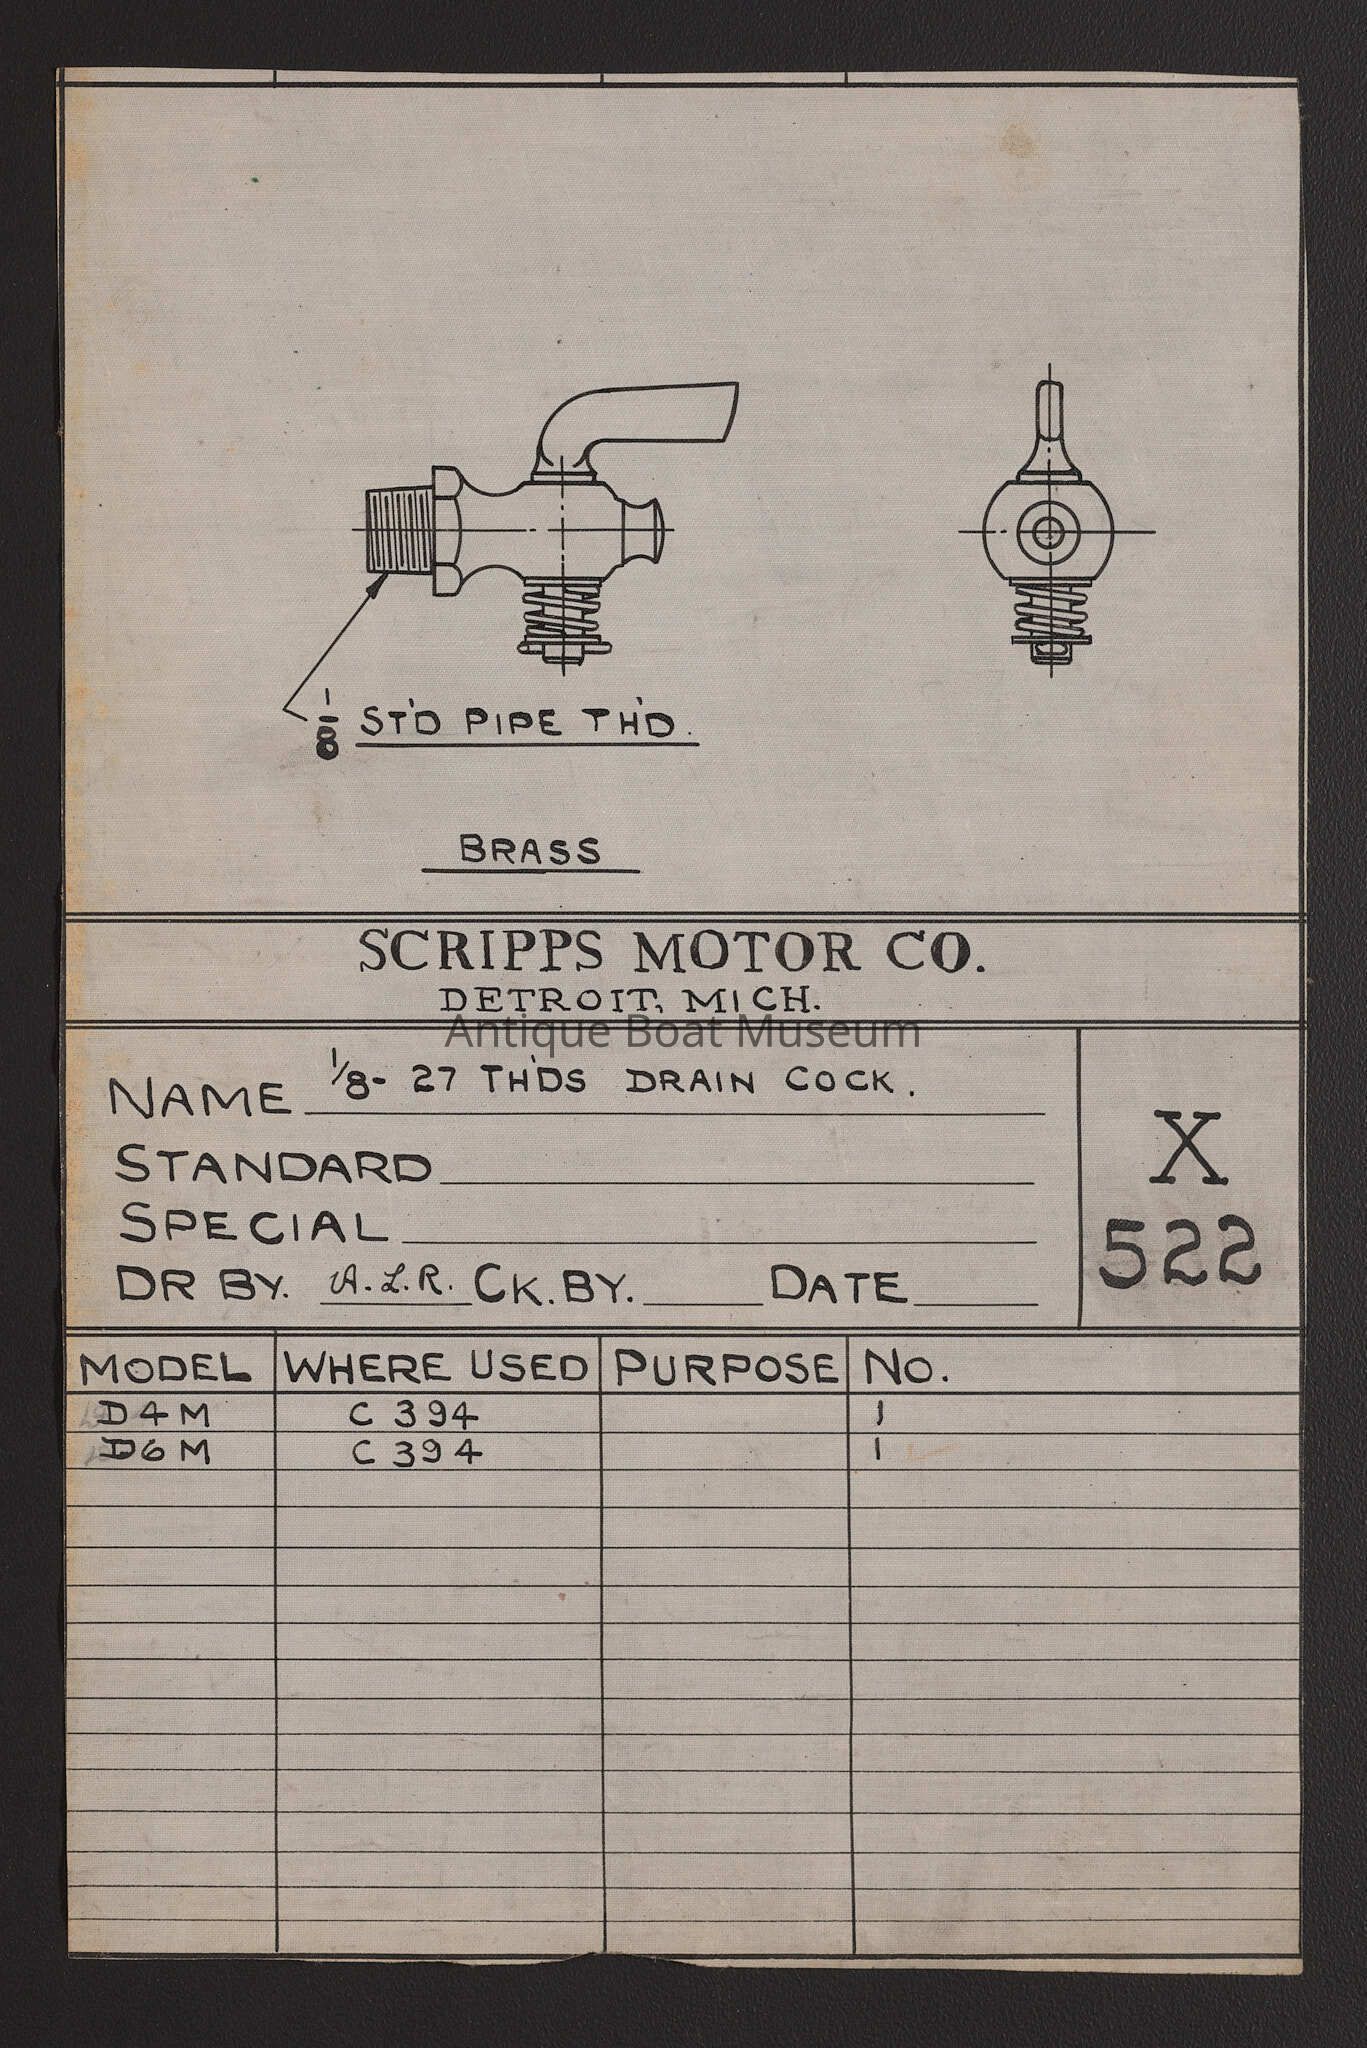 1/8 ST'D PIPE TH'D.
BRASS
SCRIPPS MOTOR CO.
DETROIT, MICH.
Antique Boat Museum
NAME 1/8 - 27 TH'DS DRAIN COCK.
STANDARD
SPECIAL
DR BY. A.L.R. CK. BY. DATE
X
522
MODEL WHERE USED PURPOSE NO.
D4M C 394 1
D6M C 394 1